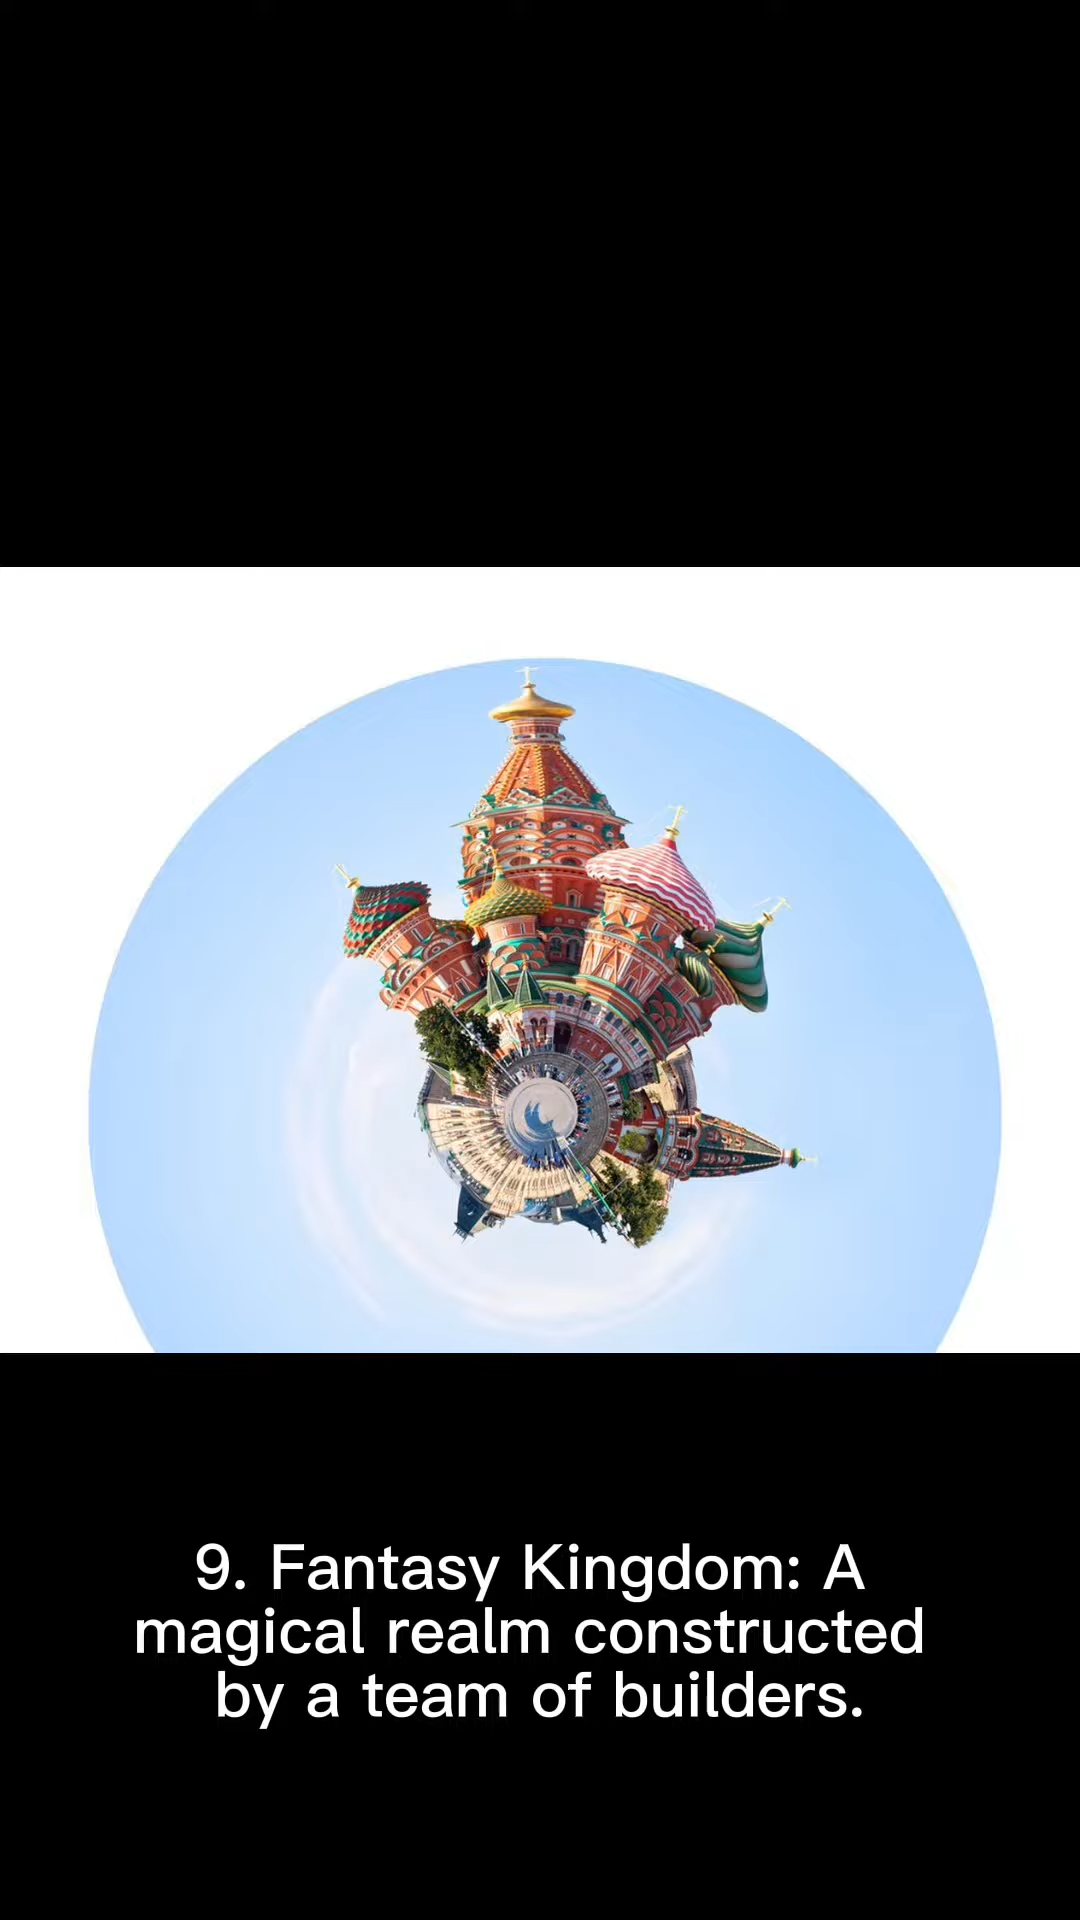 9. Fantasy Kingdom: A
magical realm constructed
by a team of builders.